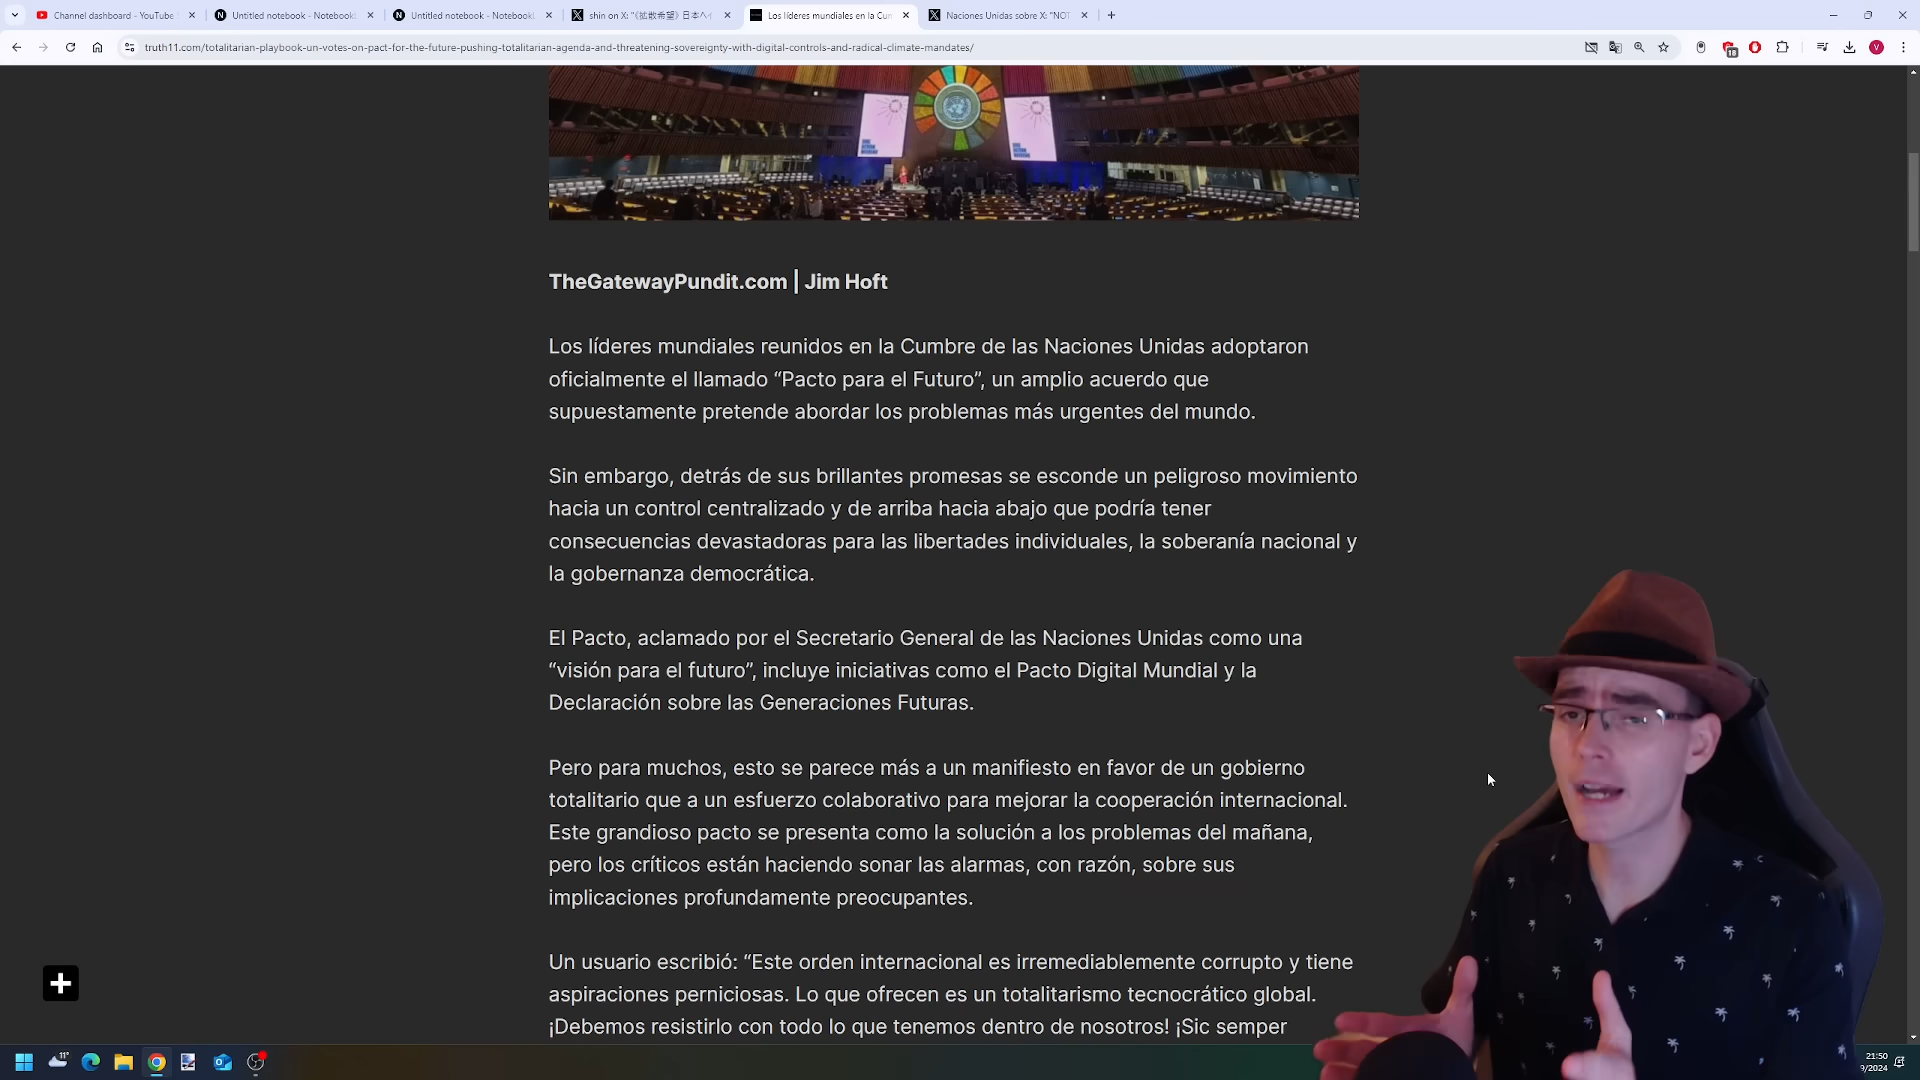 Channel dashboard - YouTube
Untitled notebook - Notebook
Untitled notebook - NotebookL
shin on X: "《拡散希望》日本へ
Los líderes mundiales en la Cum
Naciones Unidas sobre X: "NOT
truth11.com/totalitarian-playbook-un-votes-on-pact-for-the-future-pushing-totalitarian-agenda-and-threatening-sovereignty-with-digital-controls-and-radical-climate-mandates/
TheGatewayPundit.com | Jim Hoft
Los líderes mundiales reunidos en la Cumbre de las Naciones Unidas adoptaron
oficialmente el llamado “Pacto para el Futuro”, un amplio acuerdo que
supuestamente pretende abordar los problemas más urgentes del mundo.
Sin embargo, detrás de sus brillantes promesas se esconde un peligroso movimiento
hacia un control centralizado y de arriba hacia abajo que podría tener
consecuencias devastadoras para las libertades individuales, la soberanía nacional y
la gobernanza democrática.
El Pacto, aclamado por el Secretario General de las Naciones Unidas como una
“visión para el futuro”, incluye iniciativas como el Pacto Digital Mundial y la
Declaración sobre las Generaciones Futuras.
Pero para muchos, esto se parece más a un manifiesto en favor de un gobierno
totalitario que a un esfuerzo colaborativo para mejorar la cooperación internacional.
Este grandioso pacto se presenta como la solución a los problemas del mañana,
pero los críticos están haciendo sonar las alarmas, con razón, sobre sus
implicaciones profundamente preocupantes.
Un usuario escribió: “Este orden internacional es irremediablemente corrupto y tiene
aspiraciones perniciosas. Lo que ofrecen es un totalitarismo tecnocrático global.
¡Debemos resistirlo con todo lo que tenemos dentro de nosotros! ¡Sic semper
11°
21:50
9/2024